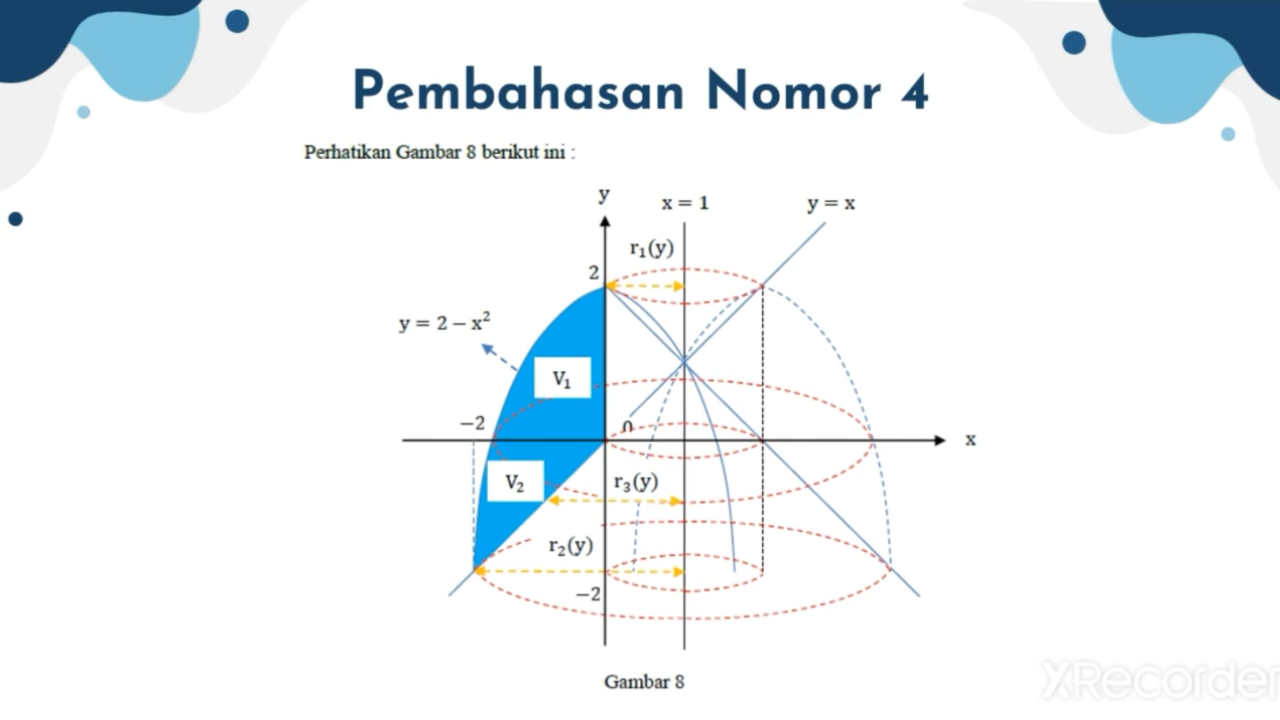 Pembahasan Nomor 4
Perhatikan Gambar 8 berikut ini :
y
x = 1
y = x
r₁(y)
2
y = 2 − x²
V₁
−2
0
x
V₂
r₃(y)
r₂(y)
−2
Gambar 8
XRecorder